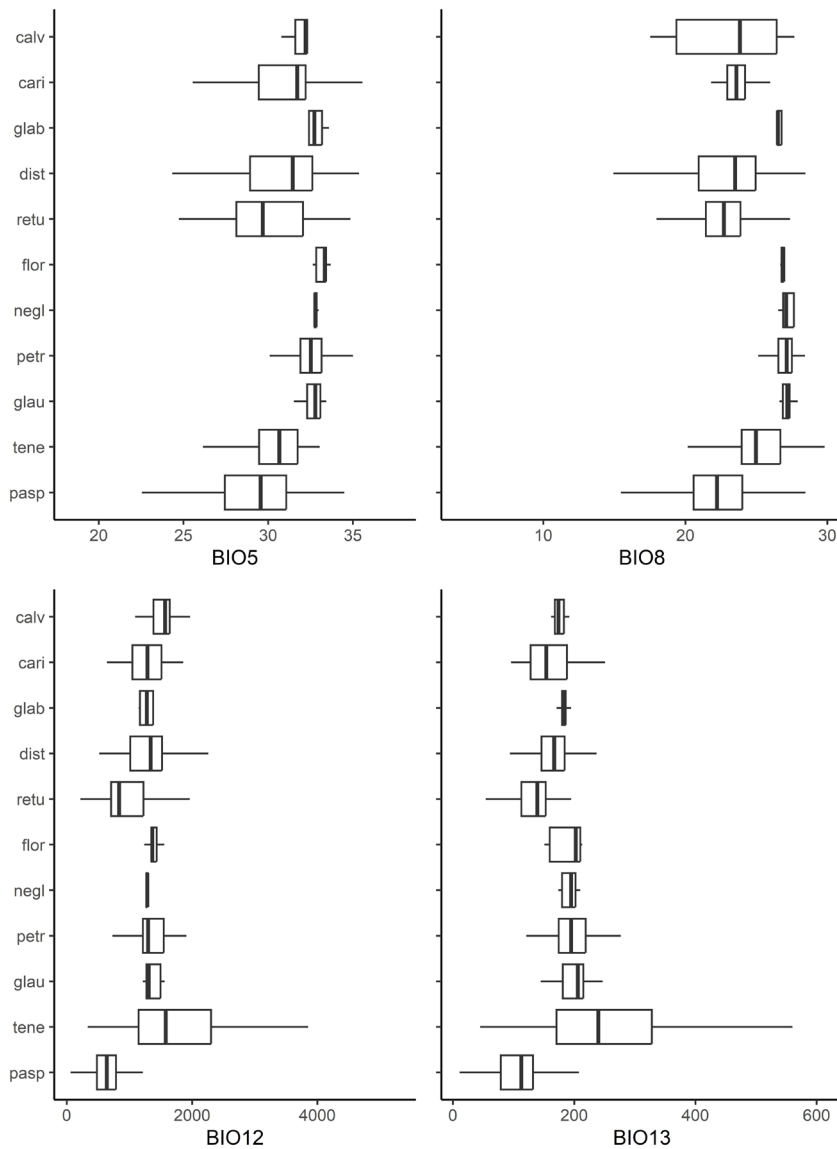 calv
cari
glab
dist
retu
flor
negl
petr
glau
tene
pasp
20 25 30 35
BIO5
10 20 30
BIO8
calv
cari
glab
dist
retu
flor
negl
petr
glau
tene
pasp
0 2000 4000
BIO12
0 200 400 600
BIO13